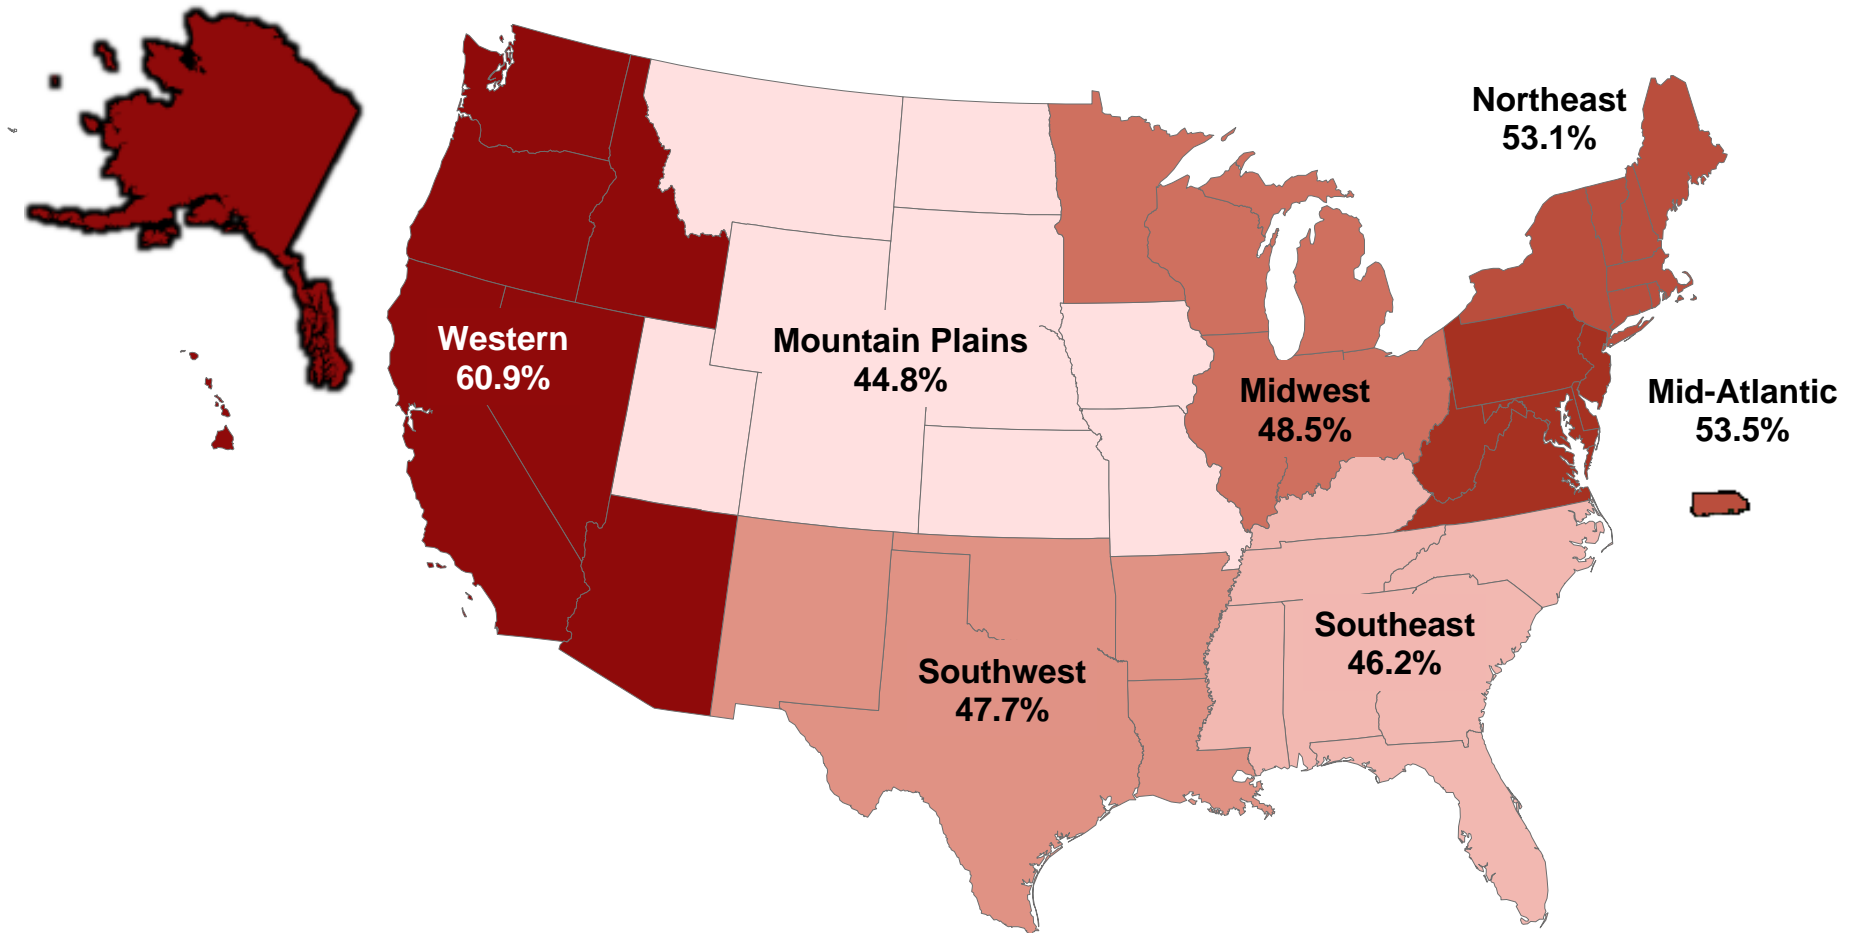 Northeast
53.1%
Western
60.9%
Mountain Plains
44.8%
Midwest
48.5%
Mid-Atlantic
53.5%
Southeast
46.2%
Southwest
47.7%